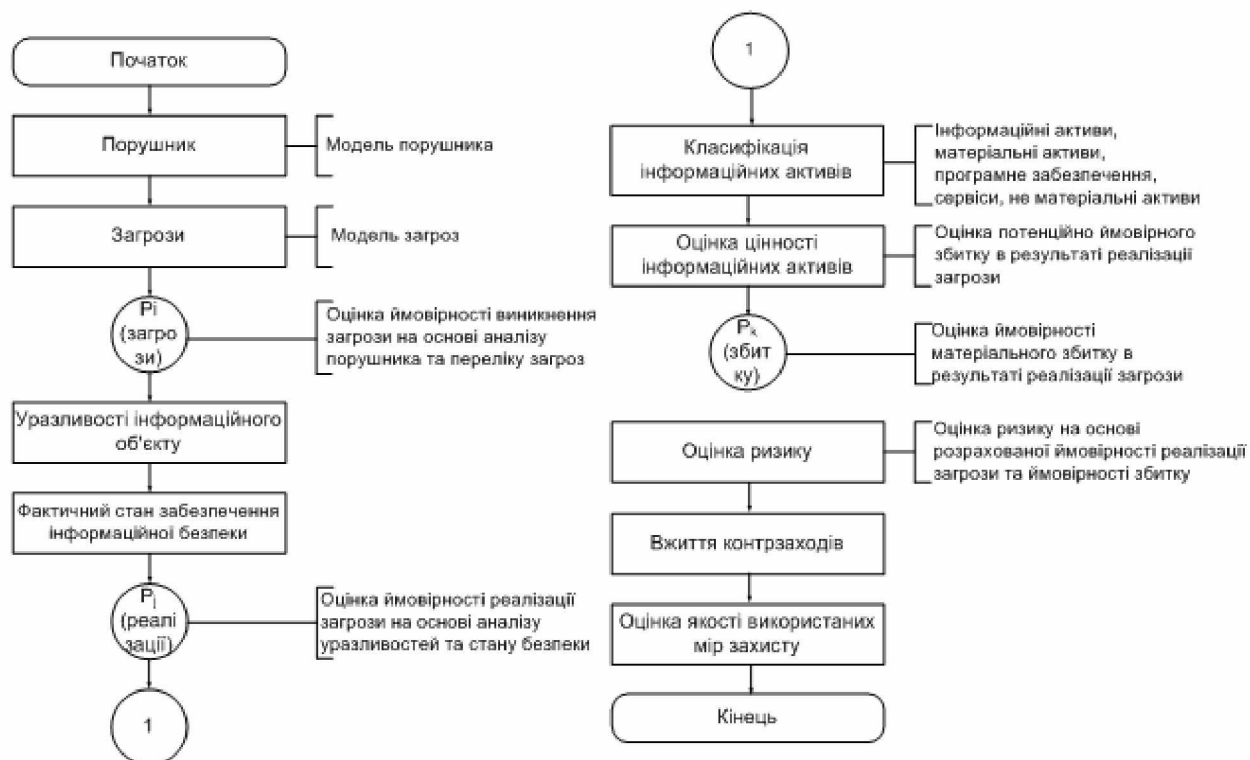 Початок
Порушник
Модель порушника
Загрози
Модель загроз
Pi
(загро
зи)
Оцінка ймовірності виникнення
загрози на основі аналізу
порушника та переліку загроз
Уразливості інформаційного
об'єкту
Фактичний стан забезпечення
інформаційної безпеки
Pj
(реалі
зації)
Оцінка ймовірності реалізації
загрози на основі аналізу
уразливостей та стану безпеки
1
1
Класифікація
інформаційних активів
Інформаційні активи,
матеріальні активи,
програмне забезпечення,
сервіси, не матеріальні активи
Оцінка цінності
інформаційних активів
Оцінка потенційно ймовірного
збитку в результаті реалізації
загрози
Pk
(збит
ку)
Оцінка ймовірності
матеріального збитку в
результаті реалізації загрози
Оцінка ризику
Оцінка ризику на основі
розрахованої ймовірності реалізації
загрози та ймовірності збитку
Вжиття контрзаходів
Оцінка якості використаних
мір захисту
Кінець